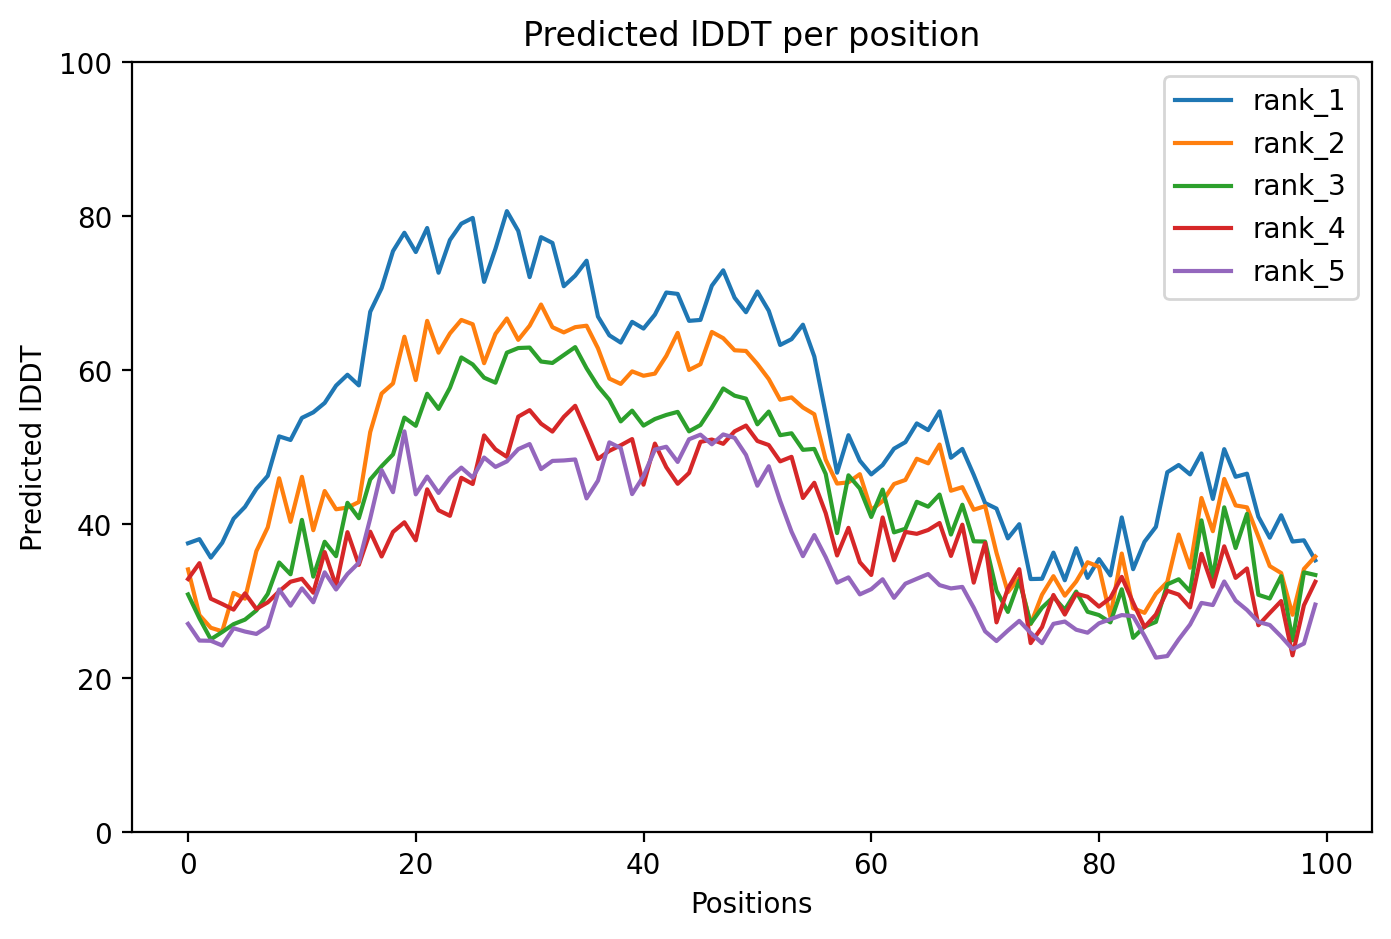 Predicted lDDT per position
100
80
60
40
20
0
Predicted lDDT
0 20 40 60 80 100
Positions
rank_1
rank_2
rank_3
rank_4
rank_5